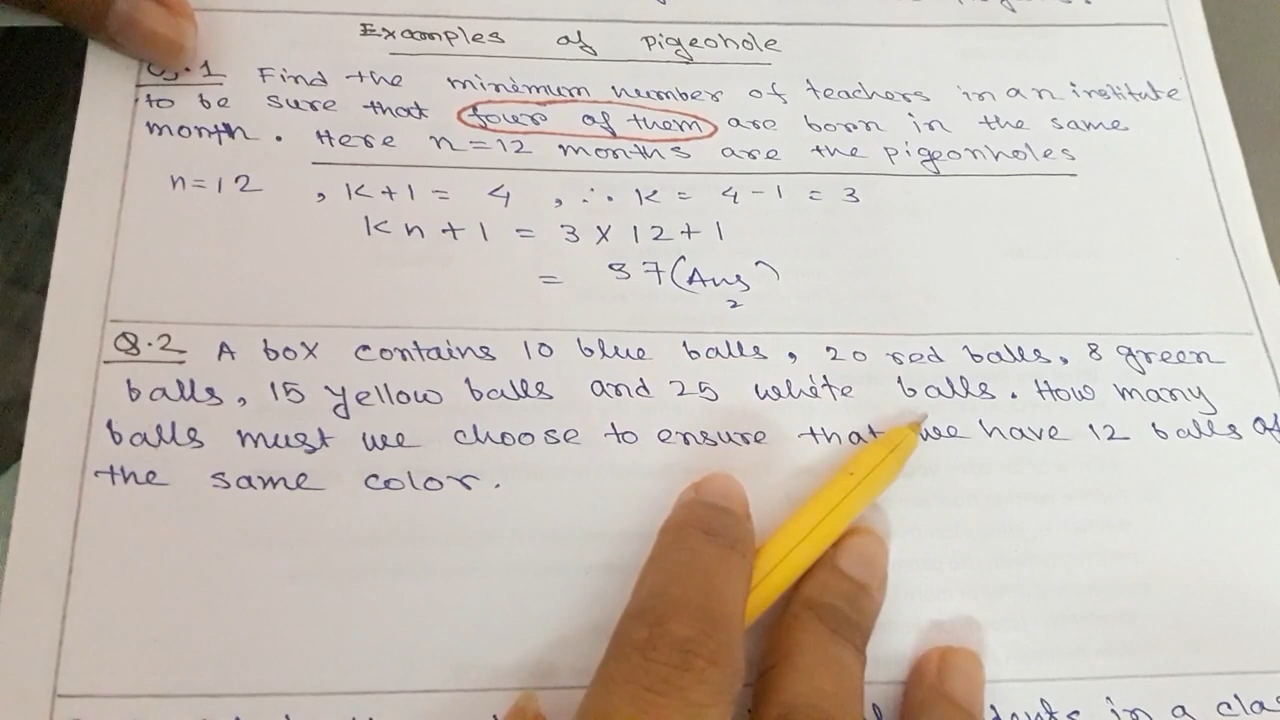 Examples of pigeohole
Q.1 Find the minimum number of teachers in an institute
to be sure that four of them are born in the same
month. Here n=12 months are the pigeonholes
n=12 , K+1 = 4 , ∴ K = 4-1 = 3
Kn+1 = 3 X 12+1
= 37 (Ans)
Q.2 A box contains 10 blue balls, 20 red balls, 8 green
balls, 15 yellow balls and 25 white balls. How many
balls must we choose to ensure that we have 12 balls of
the same color.
in a cla